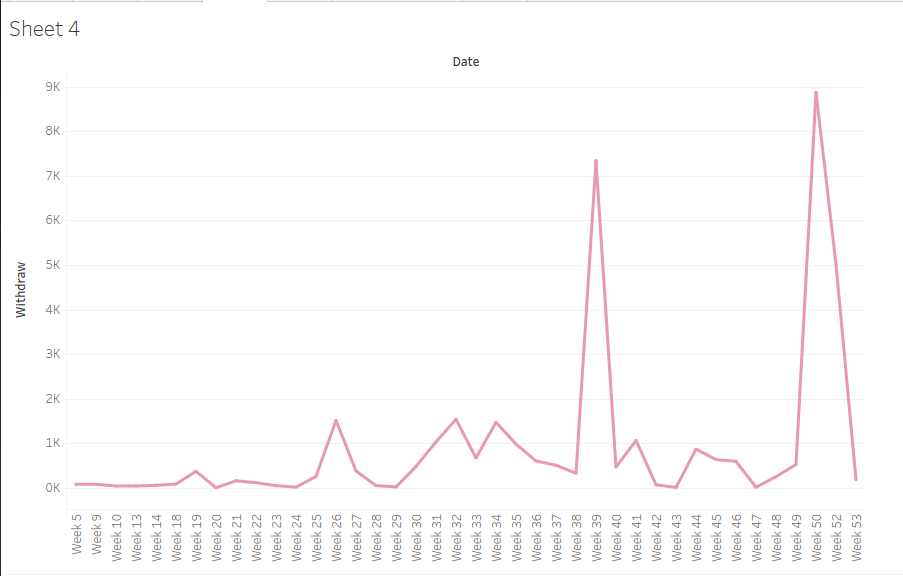 Sheet 4
Date
9K
8K
7K
6K
5K
4K
3K
2K
1K
0K
Withdraw
Week 5
Week 9
Week 10
Week 13
Week 14
Week 18
Week 19
Week 20
Week 21
Week 22
Week 23
Week 24
Week 25
Week 26
Week 27
Week 28
Week 29
Week 30
Week 31
Week 32
Week 33
Week 34
Week 35
Week 36
Week 37
Week 38
Week 39
Week 40
Week 41
Week 42
Week 43
Week 44
Week 45
Week 46
Week 47
Week 48
Week 49
Week 50
Week 52
Week 53